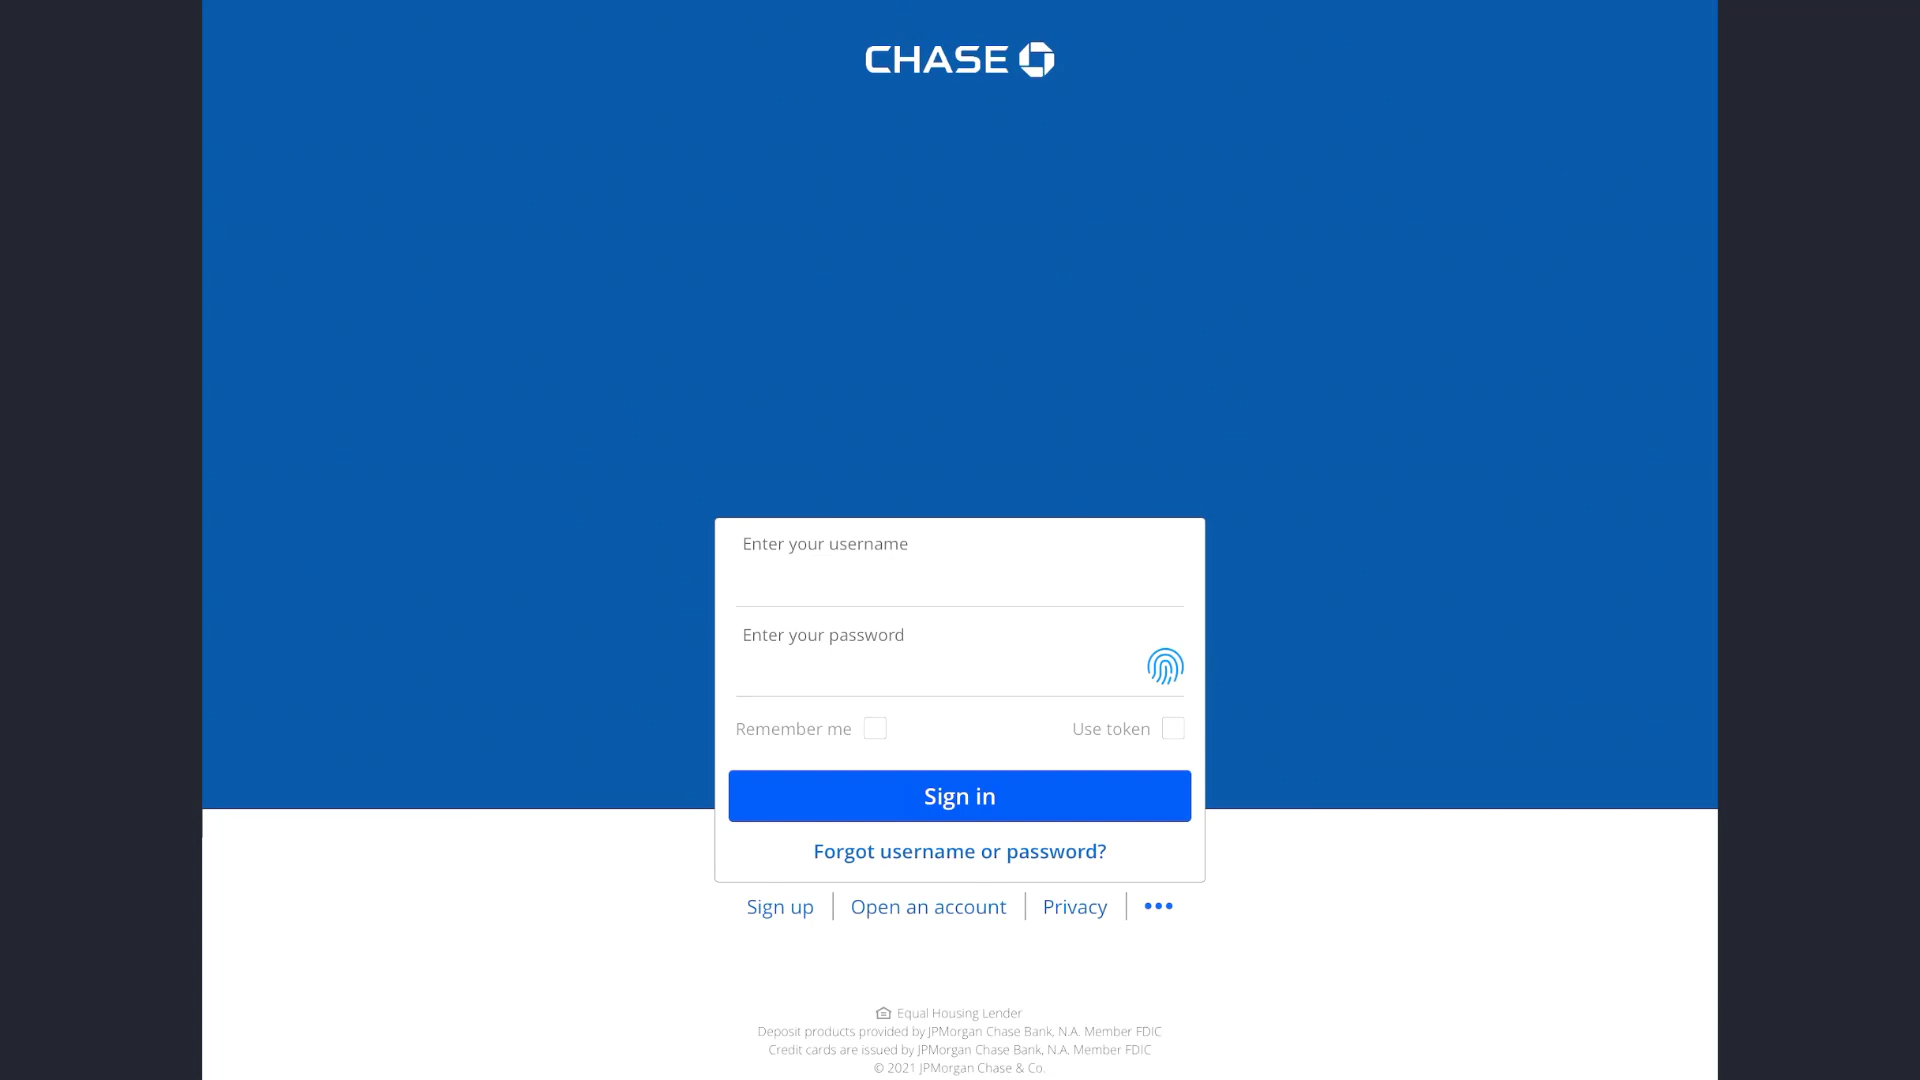 CHASE
Enter your username
Enter your password
Remember me
Use token
Sign in
Forgot username or password?
Sign up
Open an account
Privacy
Equal Housing Lender
Deposit products provided by JPMorgan Chase Bank, N.A. Member FDIC
Credit cards are issued by JPMorgan Chase Bank, N.A. Member FDIC
© 2021 JPMorgan Chase & Co.